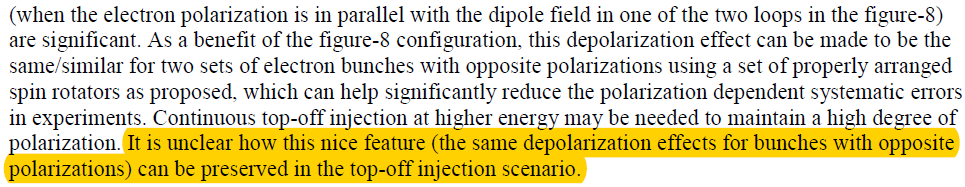 (when the electron polarization is in parallel with the dipole field in one of the two loops in the figure-8)
are significant. As a benefit of the figure-8 configuration, this depolarization effect can be made to be the
same/similar for two sets of electron bunches with opposite polarizations using a set of properly arranged
spin rotators as proposed, which can help significantly reduce the polarization dependent systematic errors
in experiments. Continuous top-off injection at higher energy may be needed to maintain a high degree of
polarization. It is unclear how this nice feature (the same depolarization effects for bunches with opposite
polarizations) can be preserved in the top-off injection scenario.